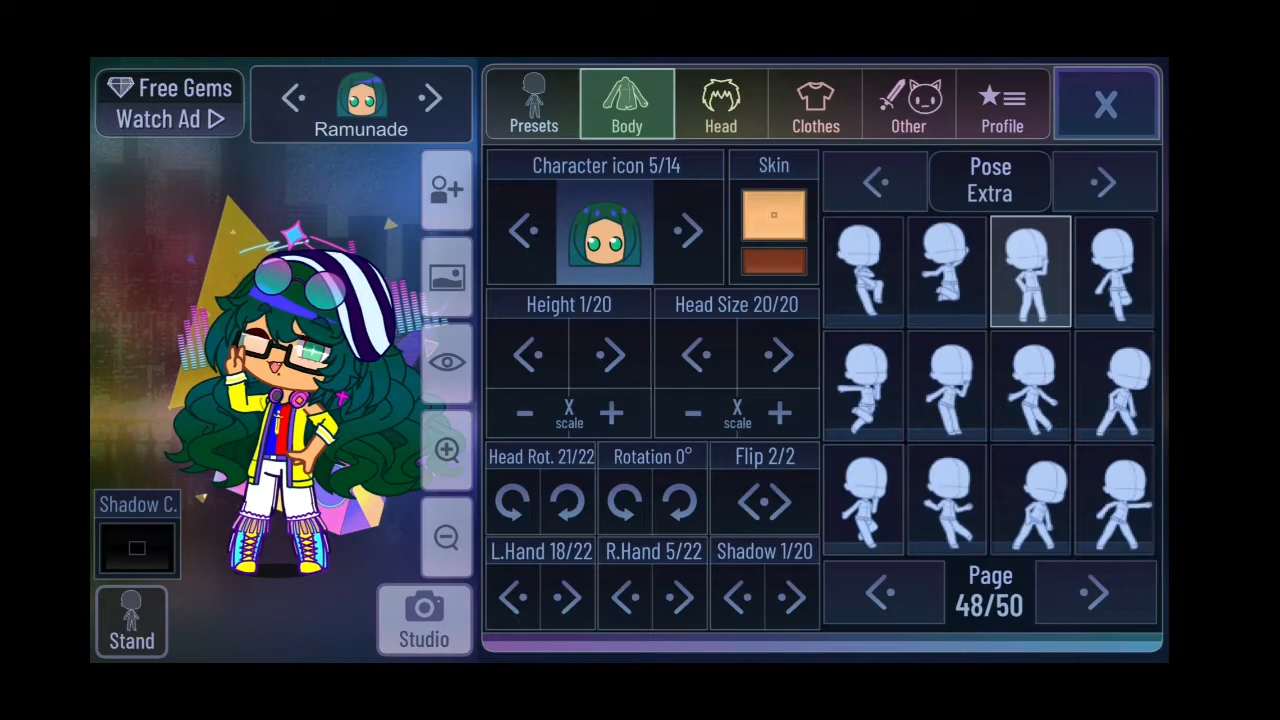 Free Gems
Watch Ad
Ramunade
Presets
Body
Head
Clothes
Other
Profile
X
Character icon 5/14
Skin
Pose
Extra
Height 1/20
Head Size 20/20
X
scale
X
scale
Head Rot. 21/22
Rotation 0°
Flip 2/2
L.Hand 18/22
R.Hand 5/22
Shadow 1/20
Page
48/50
Shadow C.
Stand
Studio